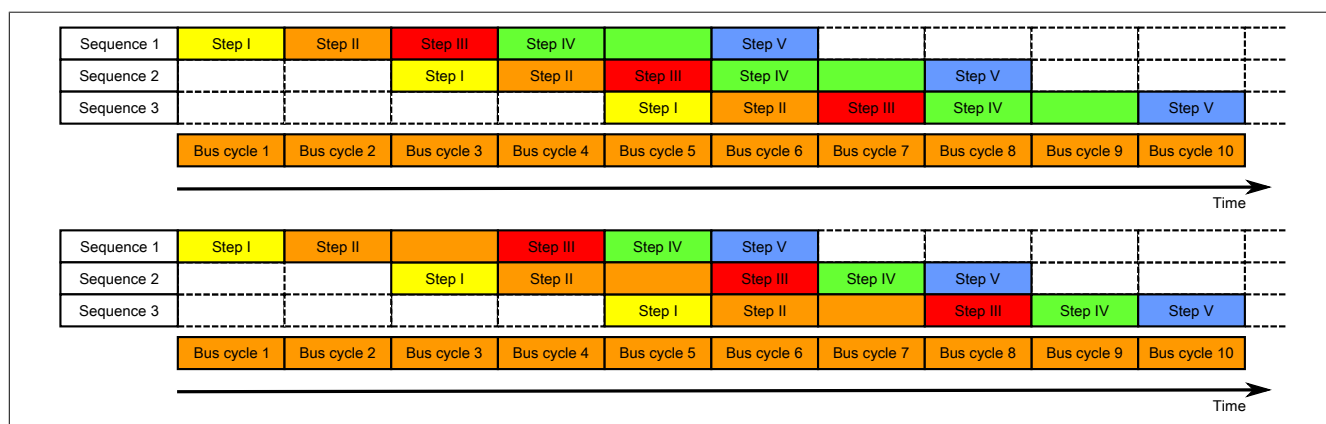 Sequence 1 Step I Step II Step III Step IV Step V
Sequence 2 Step I Step II Step III Step IV Step V
Sequence 3 Step I Step II Step III Step IV Step V
Bus cycle 1 Bus cycle 2 Bus cycle 3 Bus cycle 4 Bus cycle 5 Bus cycle 6 Bus cycle 7 Bus cycle 8 Bus cycle 9 Bus cycle 10
Time
Sequence 1 Step I Step II Step III Step IV Step V
Sequence 2 Step I Step II Step III Step IV Step V
Sequence 3 Step I Step II Step III Step IV Step V
Bus cycle 1 Bus cycle 2 Bus cycle 3 Bus cycle 4 Bus cycle 5 Bus cycle 6 Bus cycle 7 Bus cycle 8 Bus cycle 9 Bus cycle 10
Time